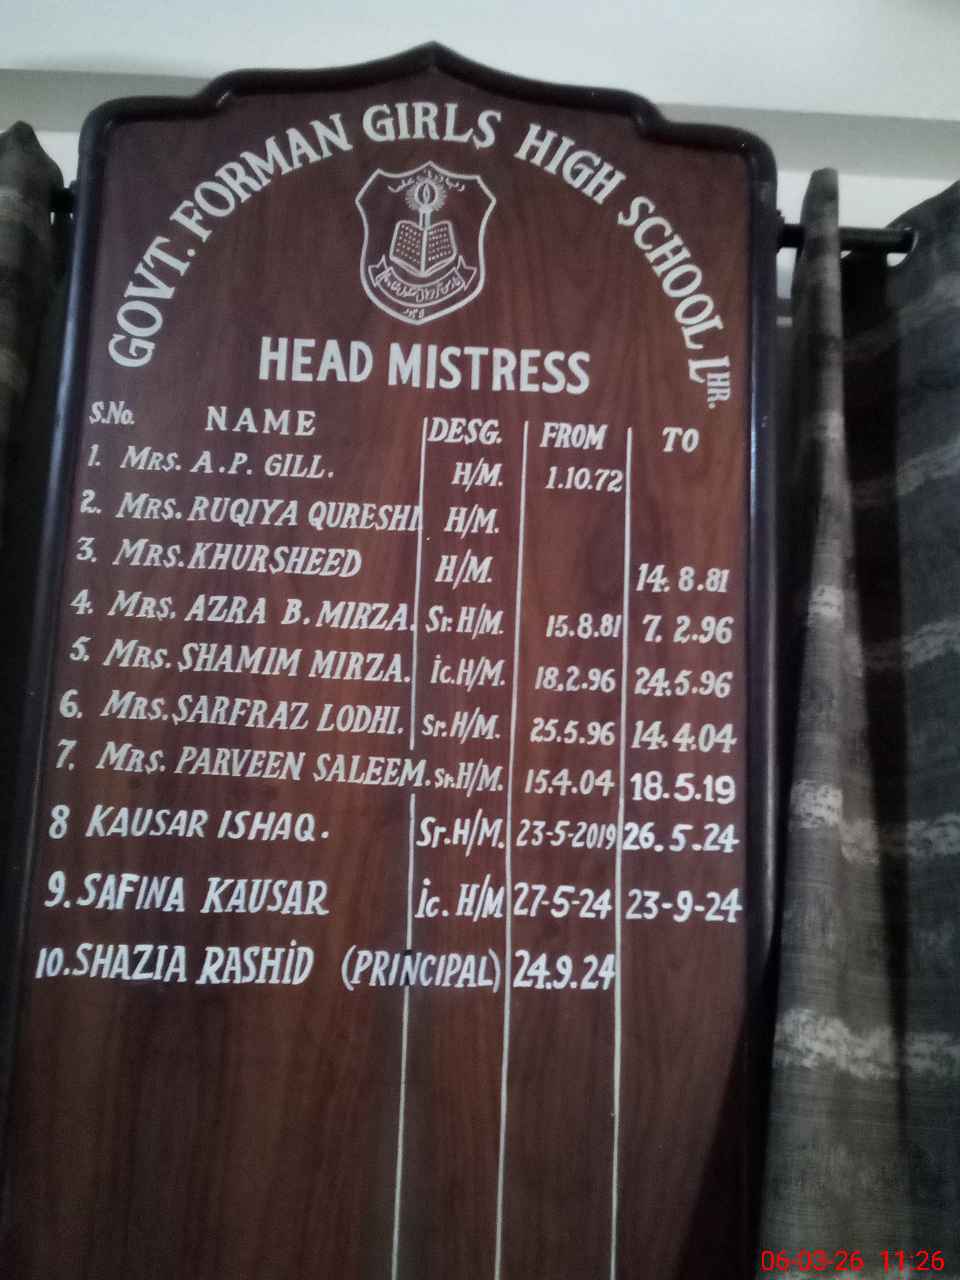 GOVT. FORMAN GIRLS HIGH SCHOOL LHR.
رب زدنی علما
HEAD MISTRESS
S.No. NAME DESG. FROM TO
1. MRS. A.P. GILL. H/M. 1.10.72
2. MRS. RUQIYA QURESHI H/M.
3. MRS. KHURSHEED H/M. 14.8.81
4. MRS. AZRA B. MIRZA. Sr. H/M. 15.8.81 7.2.96
5. MRS. SHAMIM MIRZA. ic. H/M. 18.2.96 24.5.96
6. MRS. SARFRAZ LODHI. Sr. H/M. 25.5.96 14.4.04
7. MRS. PARVEEN SALEEM. Sr. H/M. 15.4.04 18.5.19
8 KAUSAR ISHAQ. Sr. H/M. 23-5-2019 26.5.24
9. SAFINA KAUSAR ic. H/M 27-5-24 23-9-24
10. SHAZIA RASHID (PRINCIPAL) 24.9.24
06-03-26 11:26